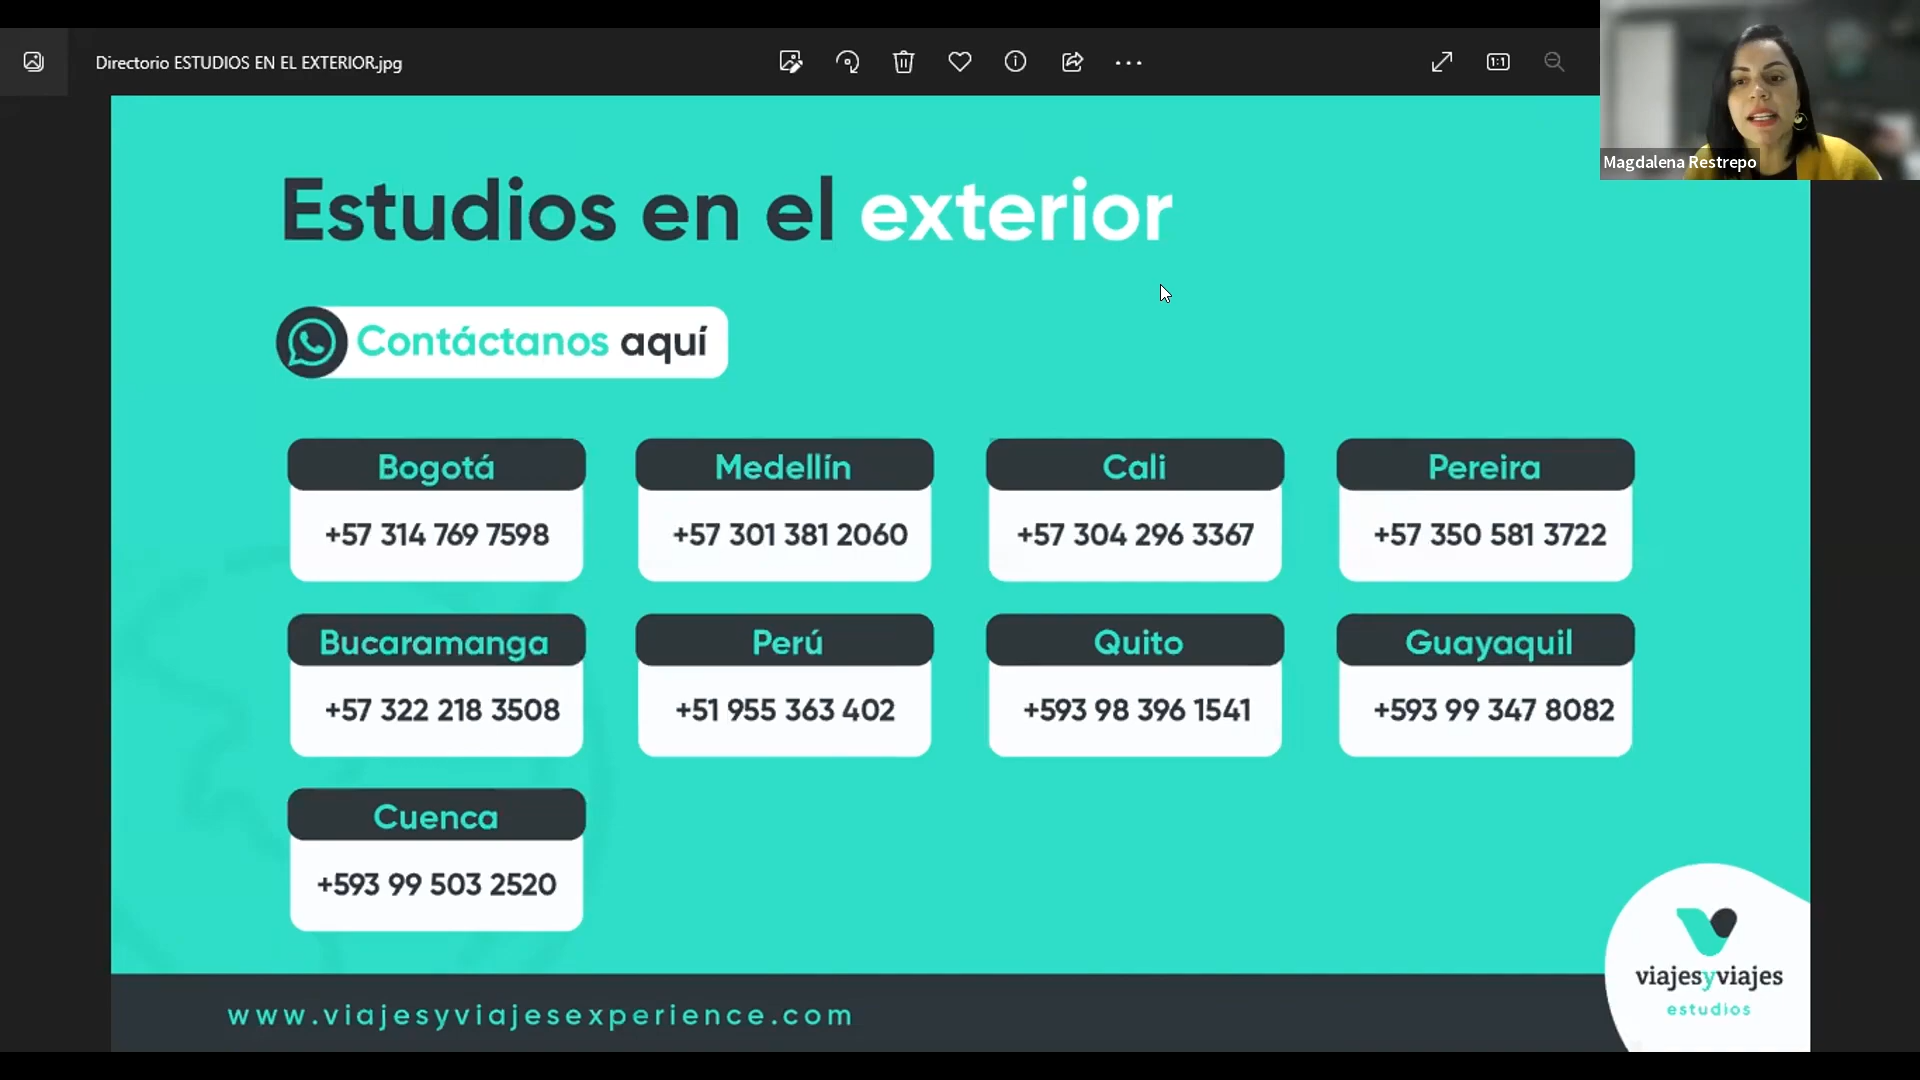 Directorio ESTUDIOS EN EL EXTERIOR.jpg
1:1
Magdalena Restrepo
Estudios en el exterior
Contáctanos aquí
Bogotá
+57 314 769 7598
Medellín
+57 301 381 2060
Cali
+57 304 296 3367
Pereira
+57 350 581 3722
Bucaramanga
+57 322 218 3508
Perú
+51 955 363 402
Quito
+593 98 396 1541
Guayaquil
+593 99 347 8082
Cuenca
+593 99 503 2520
www.viajesyviajesexperience.com
viajesyviajes
estudios